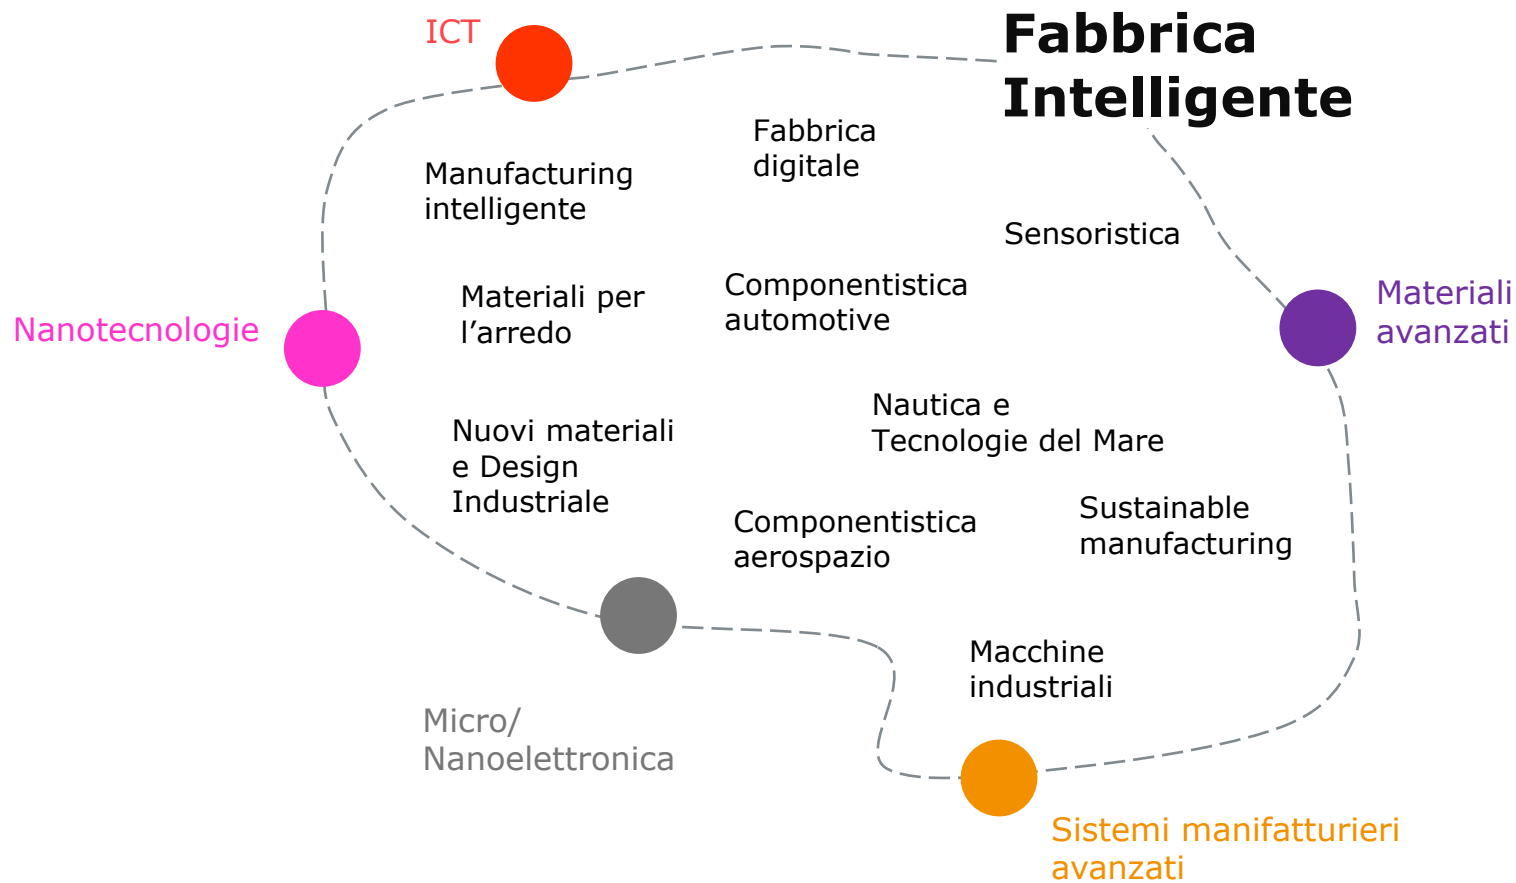 ICT
Fabbrica
Intelligente
Fabbrica
digitale
Manufacturing
intelligente
Sensoristica
Materiali per
l’arredo
Componentistica
automotive
Materiali
avanzati
Nanotecnologie
Nautica e
Tecnologie del Mare
Nuovi materiali
e Design
Industriale
Componentistica
aerospazio
Sustainable
manufacturing
Macchine
industriali
Micro/
Nanoelettronica
Sistemi manifatturieri
avanzati